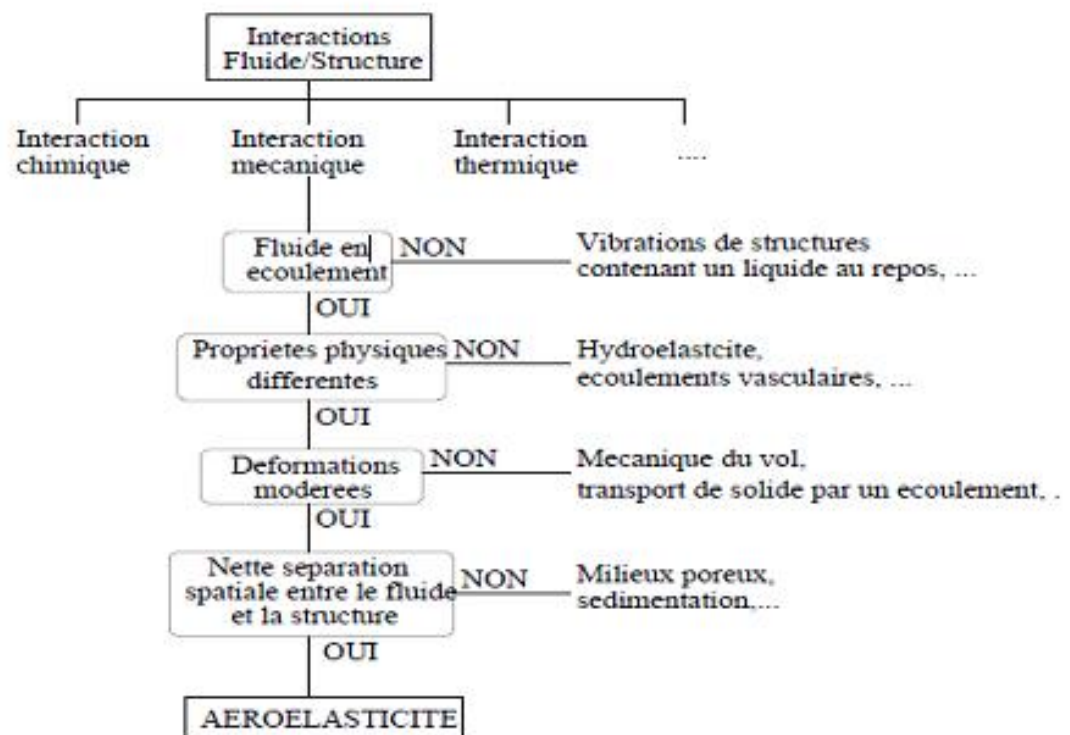 Interactions
Fluide/Structure
Interaction
chimique
Interaction
mecanique
Interaction
thermique
....
Fluide en
ecoulement
NON
Vibrations de structures
contenant un liquide au repos, ...
OUI
Proprietes physiques
differentes
NON
Hydroelastcite,
ecoulements vasculaires, ...
OUI
Deformations
moderees
NON
Mecanique du vol,
transport de solide par un ecoulement, .
OUI
Nette separation
spatiale entre le fluide
et la structure
NON
Milieux poreux,
sedimentation,...
OUI
AEROELASTICITE